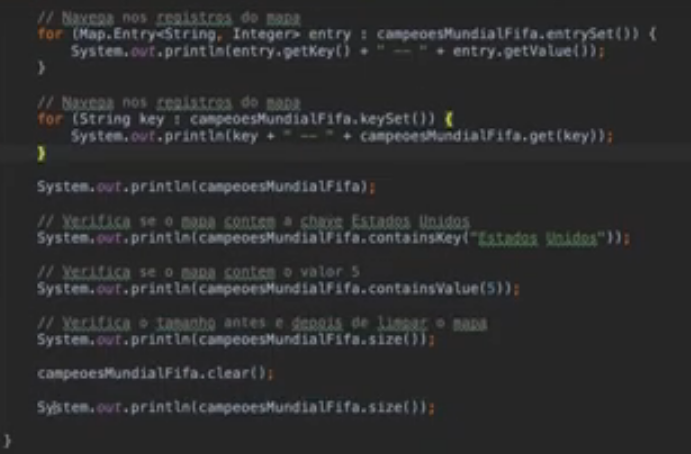 // Navega nos registros do mapa
for (Map.Entry<String, Integer> entry : campeoesMundialFifa.entrySet()) {
System.out.println(entry.getKey() + " -- " + entry.getValue());
}
// Navega nos registros do mapa
for (String key : campeoesMundialFifa.keySet()) {
System.out.println(key + " -- " + campeoesMundialFifa.get(key));
}
System.out.println(campeoesMundialFifa);
// Verifica se o mapa contem a chave Estados Unidos
System.out.println(campeoesMundialFifa.containsKey("Estados Unidos"));
// Verifica se o mapa contem o valor 5
System.out.println(campeoesMundialFifa.containsValue(5));
// Verifica o tamanho antes e depois de limpar o mapa
System.out.println(campeoesMundialFifa.size());
campeoesMundialFifa.clear();
System.out.println(campeoesMundialFifa.size());
}